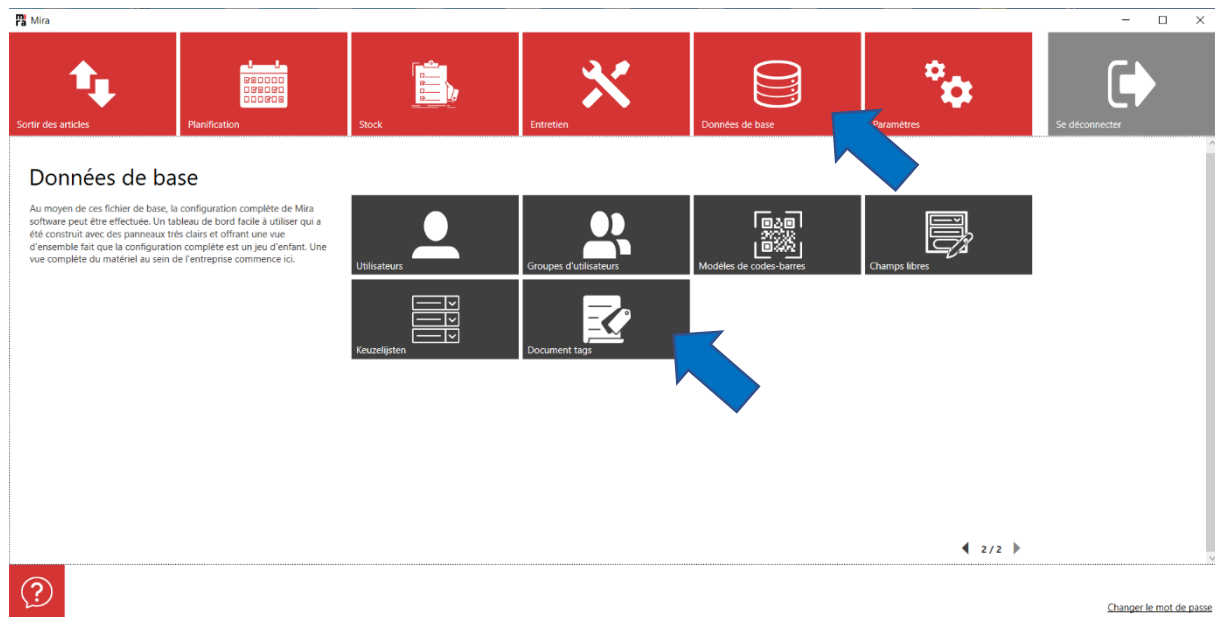 mi ra Mira
Sortir des articles
Planification
Stock
Entretien
Données de base
Paramètres
Se déconnecter
Données de base
Au moyen de ces fichier de base, la configuration complète de Mira
software peut être effectuée. Un tableau de bord facile à utiliser qui a
été construit avec des panneaux très clairs et offrant une vue
d'ensemble fait que la configuration complète est un jeu d'enfant. Une
vue complète du matériel au sein de l'entreprise commence ici.
Utilisateurs
Groupes d'utilisateurs
Modèles de codes-barres
Champs libres
Keuzelijsten
Document tags
2 / 2
?
Changer le mot de passe